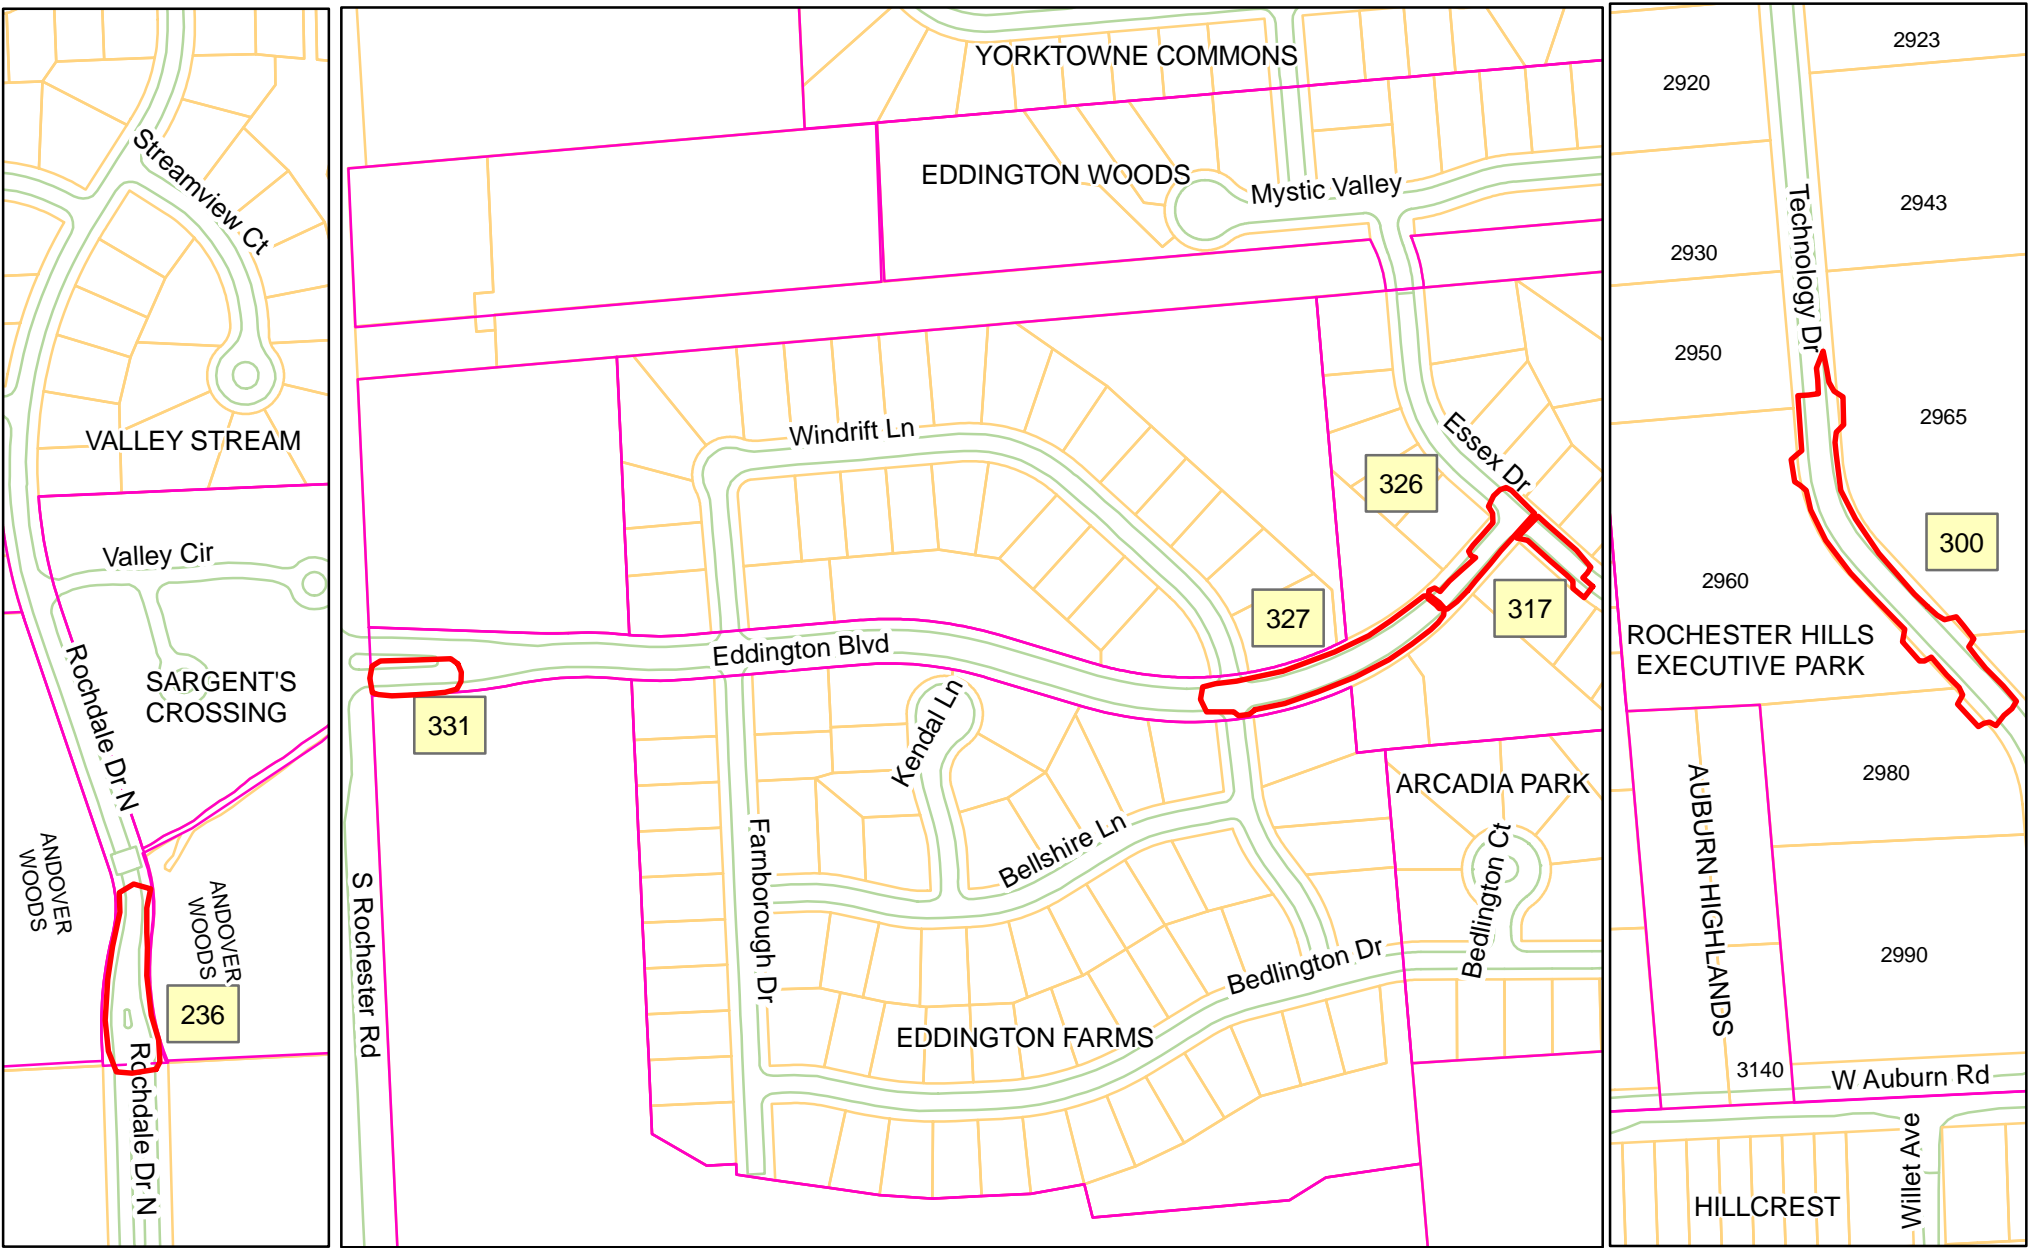 Streamview Ct
VALLEY STREAM
Valley Cir
Rochdale Dr N
SARGENT'S
CROSSING
ANDOVER
WOODS
ANDOVER
WOODS
236
Rochdale Dr N
YORKTOWNE COMMONS
EDDINGTON WOODS
Mystic Valley
Windrift Ln
Essex Dr
326
327
317
Eddington Blvd
331
Kendal Ln
ARCADIA PARK
Bellshire Ln
Farnborough Dr
S Rochester Rd
Bedlington Ct
Bedlington Dr
EDDINGTON FARMS
2923
2920
2943
Technology Dr
2930
2950
2965
300
2960
ROCHESTER HILLS
EXECUTIVE PARK
2980
AUBURN HIGHLANDS
2990
3140
W Auburn Rd
Willet Ave
HILLCREST